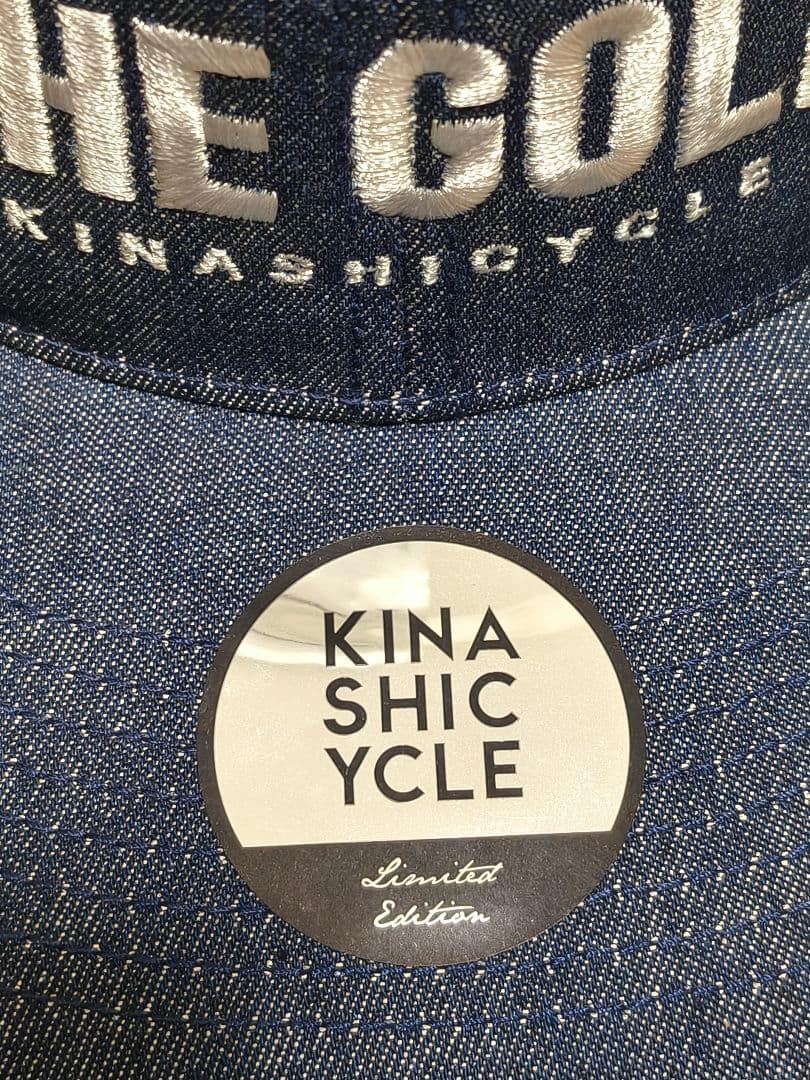 HE GOL
KINASHICYCLE
KINA
SHIC
YCLE
Limited
Edition